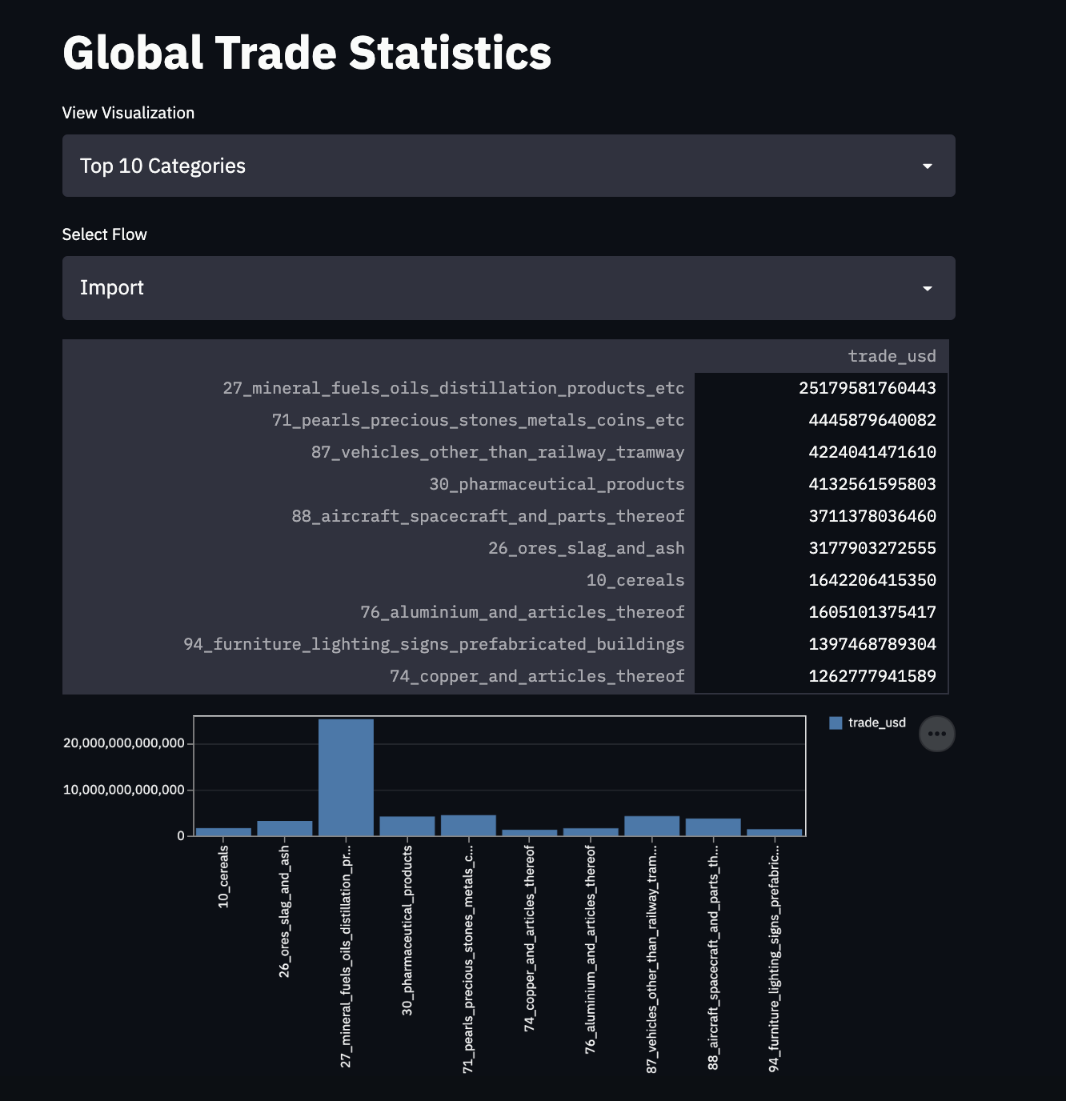 Global Trade Statistics
View Visualization
Top 10 Categories
Select Flow
Import
trade_usd
27_mineral_fuels_oils_distillation_products_etc 25179581760443
71_pearls_precious_stones_metals_coins_etc 4445879640082
87_vehicles_other_than_railway_tramway 4224041471610
30_pharmaceutical_products 4132561595803
88_aircraft_spacecraft_and_parts_thereof 3711378036460
26_ores_slag_and_ash 3177903272555
10_cereals 1642206415350
76_aluminium_and_articles_thereof 1605101375417
94_furniture_lighting_signs_prefabricated_buildings 1397468789304
74_copper_and_articles_thereof 1262777941589
trade_usd
20,000,000,000,000
10,000,000,000,000
0
10_cereals
26_ores_slag_and_ash
27_mineral_fuels_oils_distillation_pr...
30_pharmaceutical_products
71_pearls_precious_stones_metals_c...
74_copper_and_articles_thereof
76_aluminium_and_articles_thereof
87_vehicles_other_than_railway_tram...
88_aircraft_spacecraft_and_parts_th...
94_furniture_lighting_signs_prefabric...